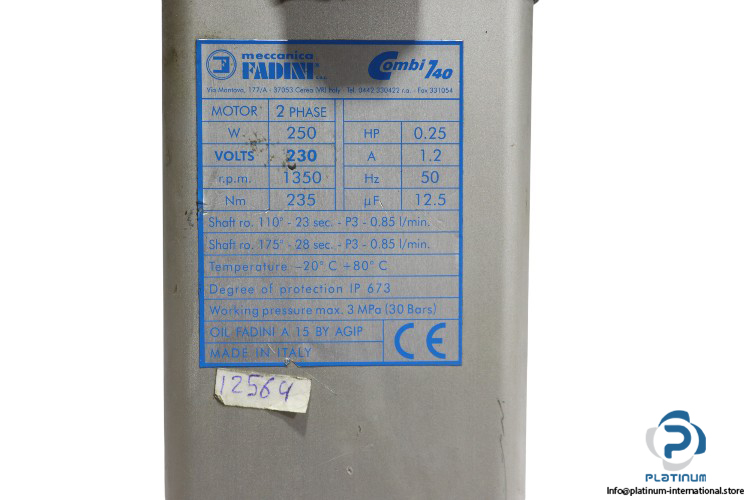 meccanica
FADINI s.n.c.
Combi 740
Via Mantova, 177/A - 37053 Cerea (VR) Italy Tel. 0442 330422 r.a. - Fax 331054
MOTOR 2 PHASE
W 250 HP 0.25
VOLTS 230 A 1.2
r.p.m. 1350 Hz 50
Nm 235 µF 12.5
Shaft ro. 110° - 23 sec. - P3 - 0.85 l/min.
Shaft ro. 175° - 28 sec. - P3 - 0.85 l/min.
Temperature -20° C +80° C
Degree of protection IP 673
Working pressure max. 3 MPa (30 Bars)
OIL FADINI A 15 BY AGIP
MADE IN ITALY
CE
12564
PLATINUM
Info@platinum-international.store